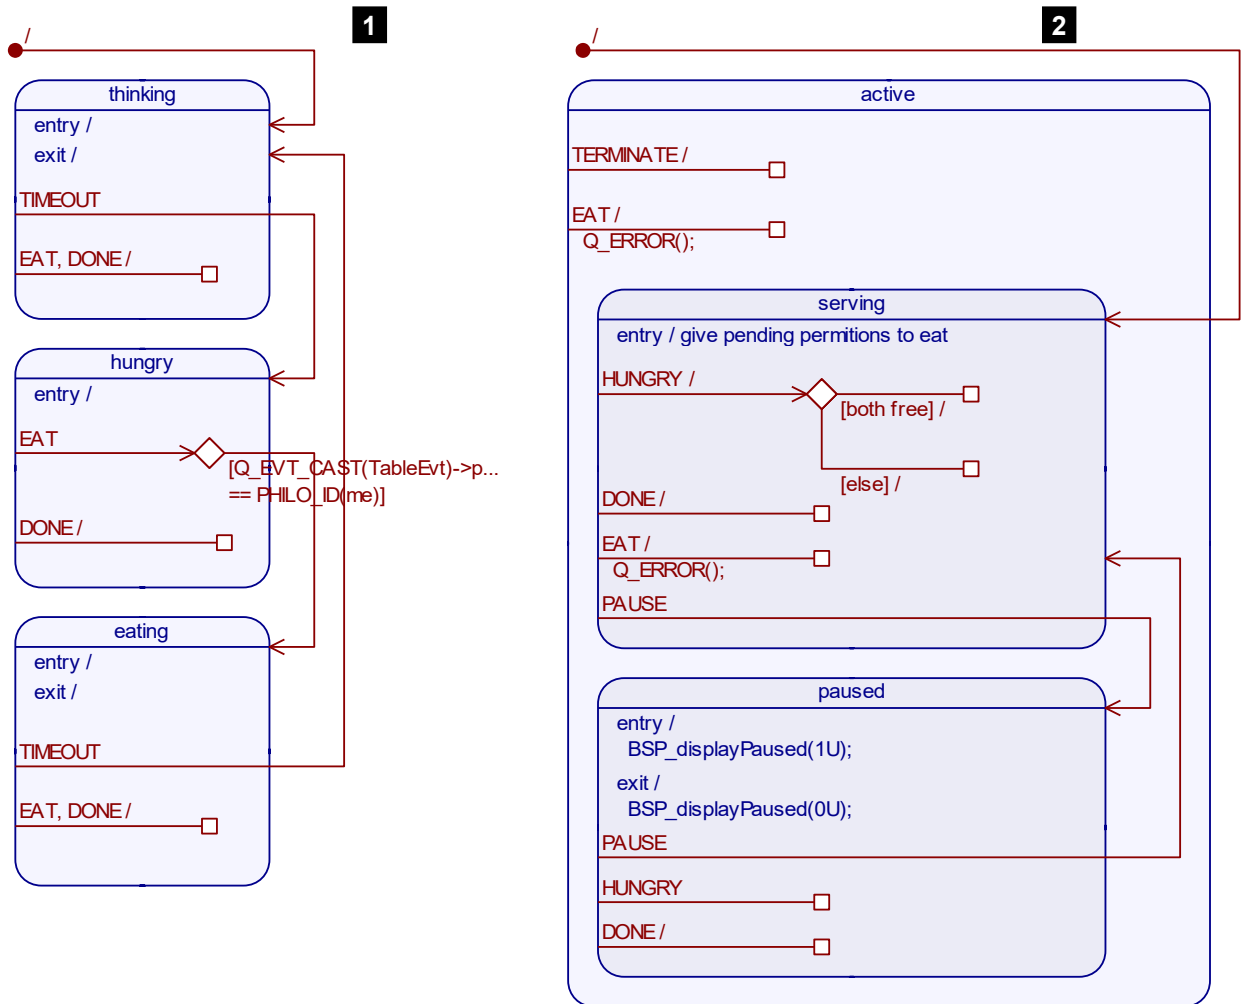 1
/
thinking
entry /
exit /
TIMEOUT
EAT, DONE /
hungry
entry /
EAT
[Q_EVT_CAST(TableEvt)->p...
== PHILO_ID(me)]
DONE /
eating
entry /
exit /
TIMEOUT
EAT, DONE /
2
/
active
TERMINATE /
EAT /
Q_ERROR();
serving
entry / give pending permitions to eat
HUNGRY /
[both free] /
[else] /
DONE /
EAT /
Q_ERROR();
PAUSE
paused
entry /
BSP_displayPaused(1U);
exit /
BSP_displayPaused(0U);
PAUSE
HUNGRY
DONE /